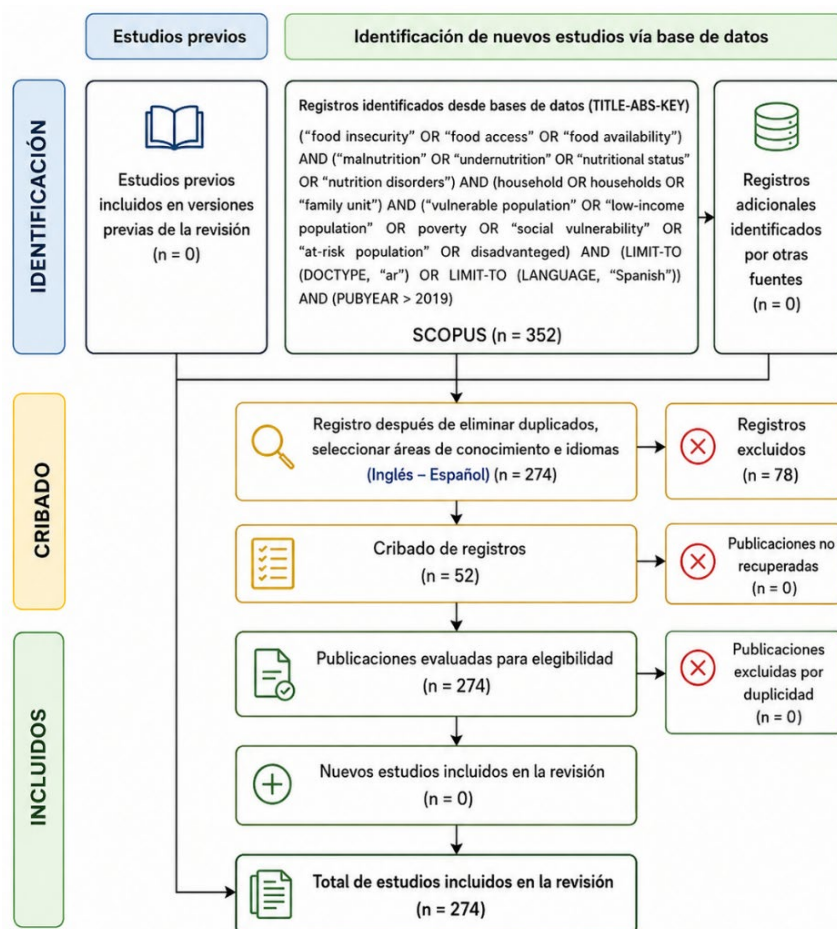 Estudios previos
Identificación de nuevos estudios vía base de datos
IDENTIFICACIÓN
Estudios previos
incluidos en versiones
previas de la revisión
(n = 0)
Registros identificados desde bases de datos (TITLE-ABS-KEY)
(“food insecurity” OR “food access” OR “food availability”)
AND (“malnutrition” OR “undernutrition” OR “nutritional status”
OR “nutrition disorders”) AND (household OR households OR
“family unit”) AND (“vulnerable population” OR “low-income
population” OR poverty OR “social vulnerability” OR
“at-risk population” OR disadvanteged) AND (LIMIT-TO
(DOCTYPE, “ar”) OR LIMIT-TO (LANGUAGE, “Spanish”))
AND (PUBYEAR > 2019)
SCOPUS (n = 352)
Registros
adicionales
identificados
por otras
fuentes
(n = 0)
CRIBADO
Registro después de eliminar duplicados,
seleccionar áreas de conocimiento e idiomas
(Inglés – Español) (n = 274)
Registros
excluidos
(n = 78)
Cribado de registros
(n = 52)
Publicaciones no
recuperadas
(n = 0)
INCLUIDOS
Publicaciones evaluadas para elegibilidad
(n = 274)
Publicaciones
excluidas por
duplicidad
(n = 0)
Nuevos estudios incluidos en la revisión
(n = 0)
Total de estudios incluidos en la revisión
(n = 274)